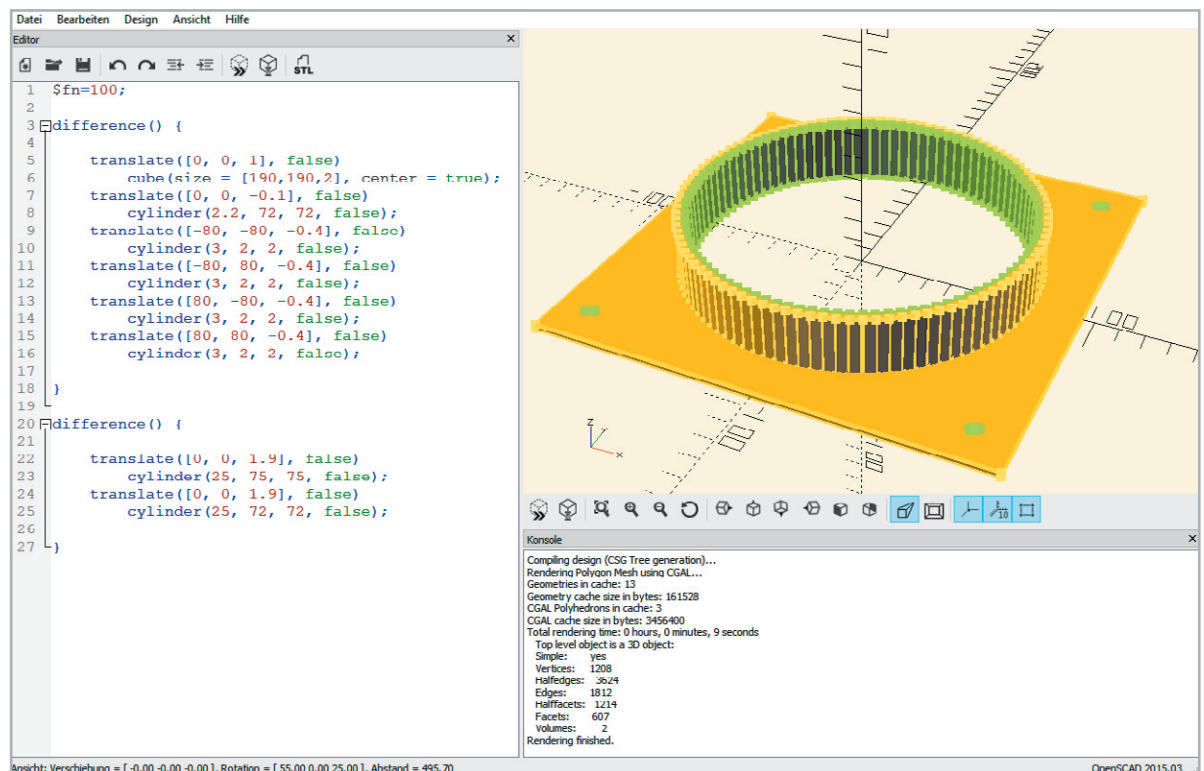 Datei Bearbeiten Design Ansicht Hilfe
Editor
STL
1 $fn=100;
2
3 difference() {
4
5 translate([0, 0, 1], false)
6 cube(size = [190,190,2], center = true);
7 translate([0, 0, -0.1], false)
8 cylinder(2.2, 72, 72, false);
9 translate([-80, -80, -0.4], false)
10 cylinder(3, 2, 2, false);
11 translate([-80, 80, -0.4], false)
12 cylinder(3, 2, 2, false);
13 translate([80, -80, -0.4], false)
14 cylinder(3, 2, 2, false);
15 translate([80, 80, -0.4], false)
16 cylinder(3, 2, 2, false);
17
18 }
19
20 difference() {
21
22 translate([0, 0, 1.9], false)
23 cylinder(25, 75, 75, false);
24 translate([0, 0, 1.9], false)
25 cylinder(25, 72, 72, false);
26
27 }
z
x
10
Konsole
Compiling design (CSG Tree generation)...
Rendering Polygon Mesh using CGAL...
Geometries in cache: 13
Geometry cache size in bytes: 161528
CGAL Polyhedrons in cache: 3
CGAL cache size in bytes: 3456400
Total rendering time: 0 hours, 0 minutes, 9 seconds
Top level object is a 3D object:
Simple: yes
Vertices: 1208
Halfedges: 3624
Edges: 1812
Halffacets: 1214
Facets: 607
Volumes: 2
Rendering finished.
Ansicht: Verschiebung = [ -0.00 -0.00 -0.00 ], Rotation = [ 55.00 0.00 25.00 ], Abstand = 495.70
OpenSCAD 2015.03